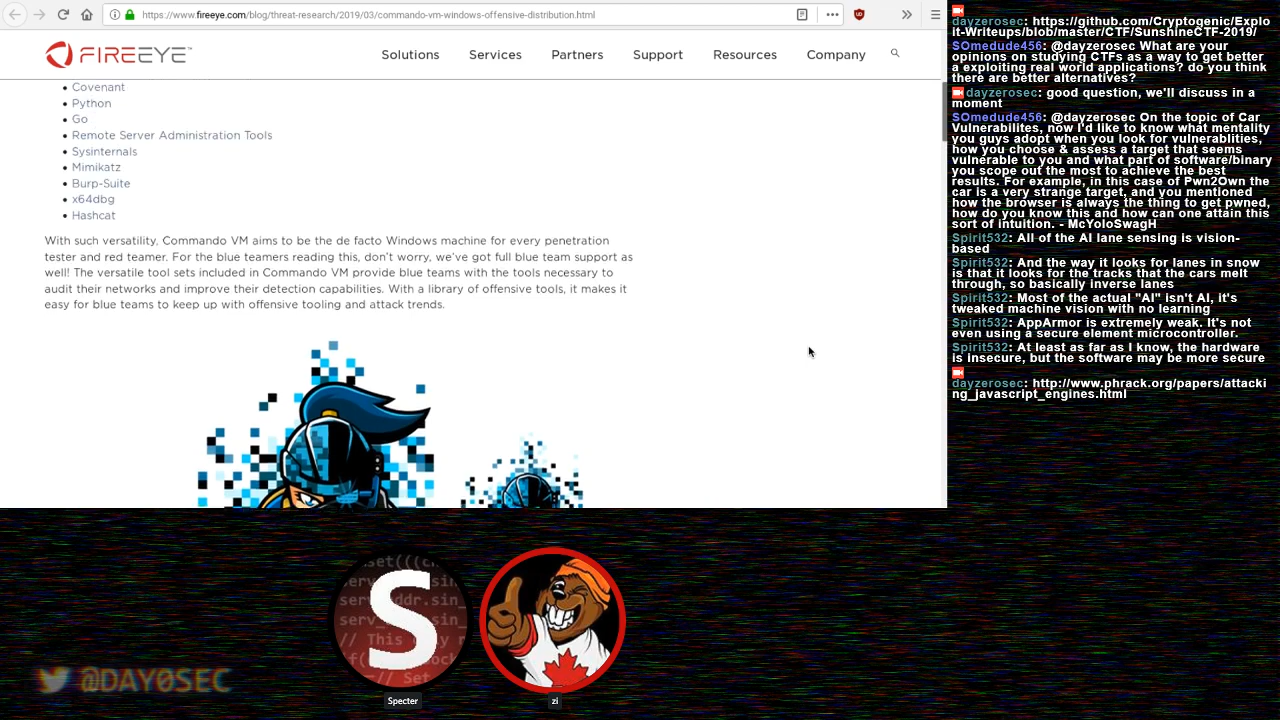 https://www.fireeye.com/blog/threat-research/2019/03/commando-vm-windows-offensive-distribution.html
FIREEYE™
Solutions
Services
Partners
Support
Resources
Company
• Covenant
• Python
• Go
• Remote Server Administration Tools
• Sysinternals
• Mimikatz
• Burp-Suite
• x64dbg
• Hashcat
With such versatility, Commando VM aims to be the de facto Windows machine for every penetration
tester and red teamer. For the blue teamers reading this, don't worry, we've got full blue team support as
well! The versatile tool sets included in Commando VM provide blue teams with the tools necessary to
audit their networks and improve their detection capabilities. With a library of offensive tools, it makes it
easy for blue teams to keep up with offensive tooling and attack trends.
dayzerosec: https://github.com/Cryptogenic/Explo
it-Writeups/blob/master/CTF/SunshineCTF-2019/
SOmedude456: @dayzerosec What are your
opinions on studying CTFs as a way to get better
a exploiting real world applications? do you think
there are better alternatives?
dayzerosec: good question, we'll discuss in a
moment
SOmedude456: @dayzerosec On the topic of Car
Vulnerabilites, now I'd like to know what mentality
you guys adopt when you look for vulnerablities,
how you choose & assess a target that seems
vulnerable to you and what part of software/binary
you scope out the most to achieve the best
results. For example, in this case of Pwn2Own the
car is a very strange target, and you mentioned
how the browser is always the thing to get pwned,
how do you know this and how can one attain this
sort of intuition. - McYoloSwagH
Spirit532: All of the AI lane sensing is vision-
based
Spirit532: And the way it looks for lanes in snow
is that it looks for the tracks that the cars melt
through, so basically inverse lanes
Spirit532: Most of the actual "AI" isn't AI, it's
tweaked machine vision with no learning
Spirit532: AppArmor is extremely weak. It's not
even using a secure element microcontroller.
Spirit532: At least as far as I know, the hardware
is insecure, but the software may be more secure
dayzerosec: http://www.phrack.org/papers/attacki
ng_javascript_engines.html
S
@DAY0SEC
Specter
zi